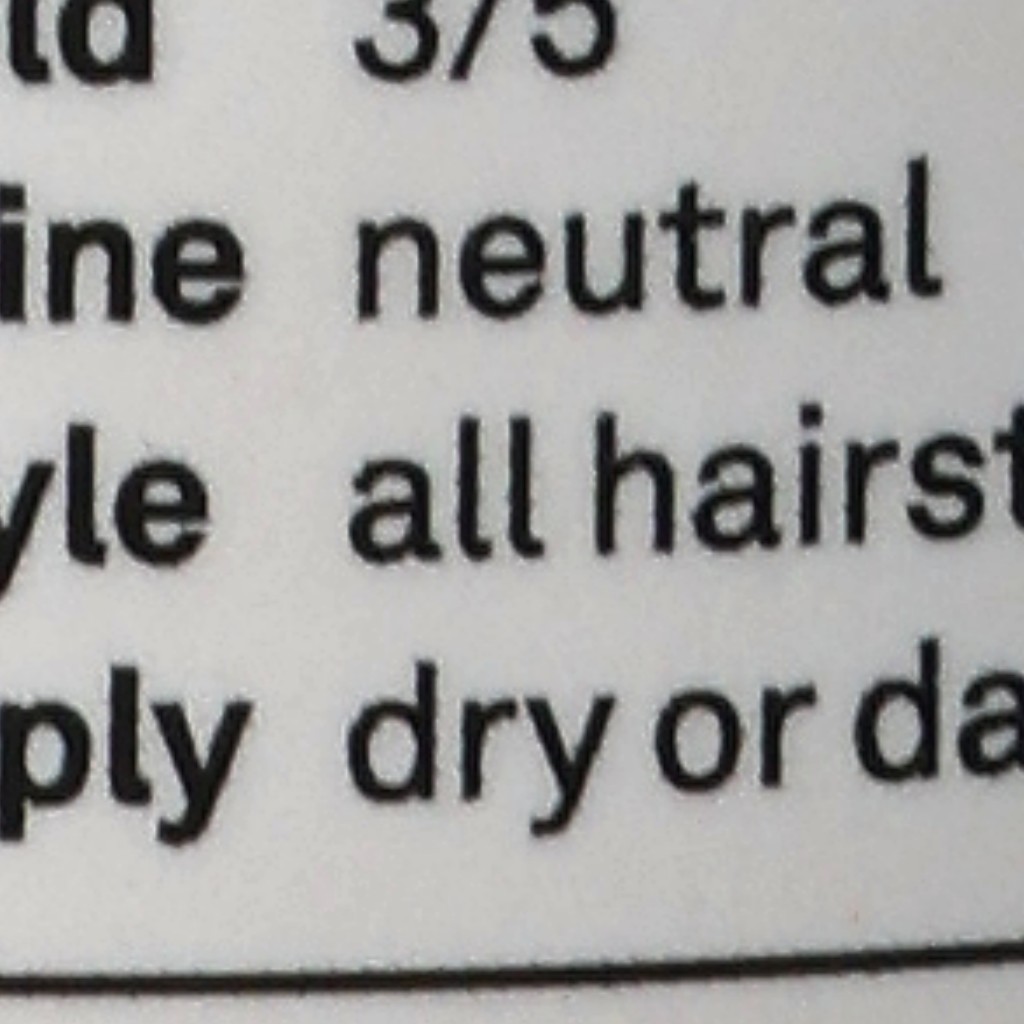 ld 3/5
ine neutral
yle all hairst
ply dry or da